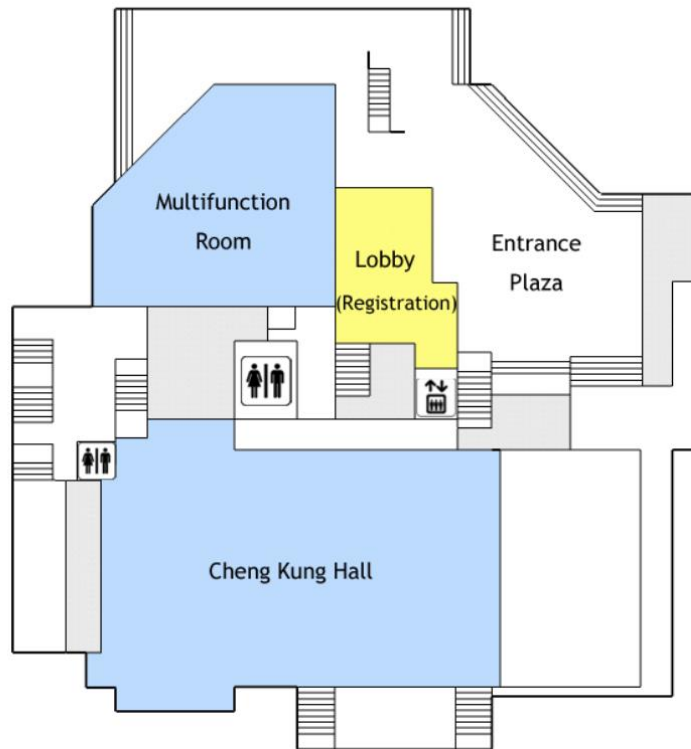 Multifunction
Room
Lobby
(Registration)
Entrance
Plaza
Cheng Kung Hall